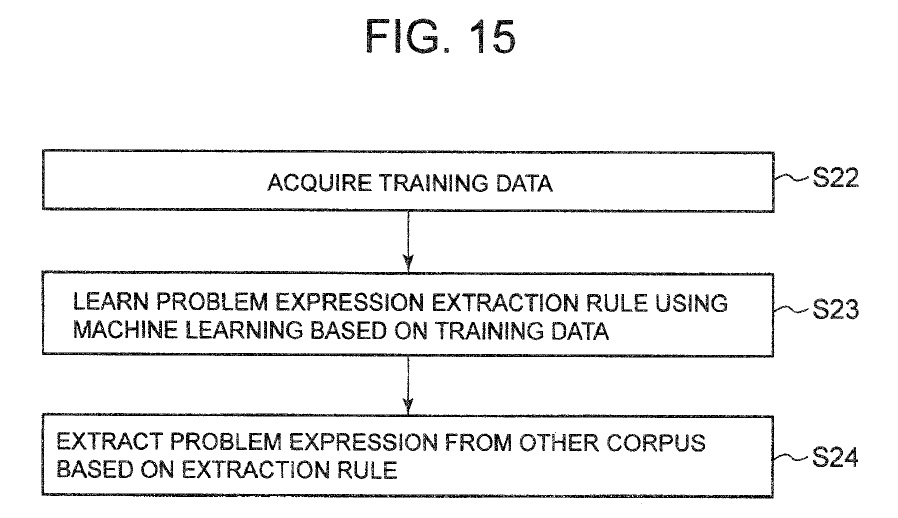 FIG. 15
ACQUIRE TRAINING DATA
S22
LEARN PROBLEM EXPRESSION EXTRACTION RULE USING
MACHINE LEARNING BASED ON TRAINING DATA
S23
EXTRACT PROBLEM EXPRESSION FROM OTHER CORPUS
BASED ON EXTRACTION RULE
S24